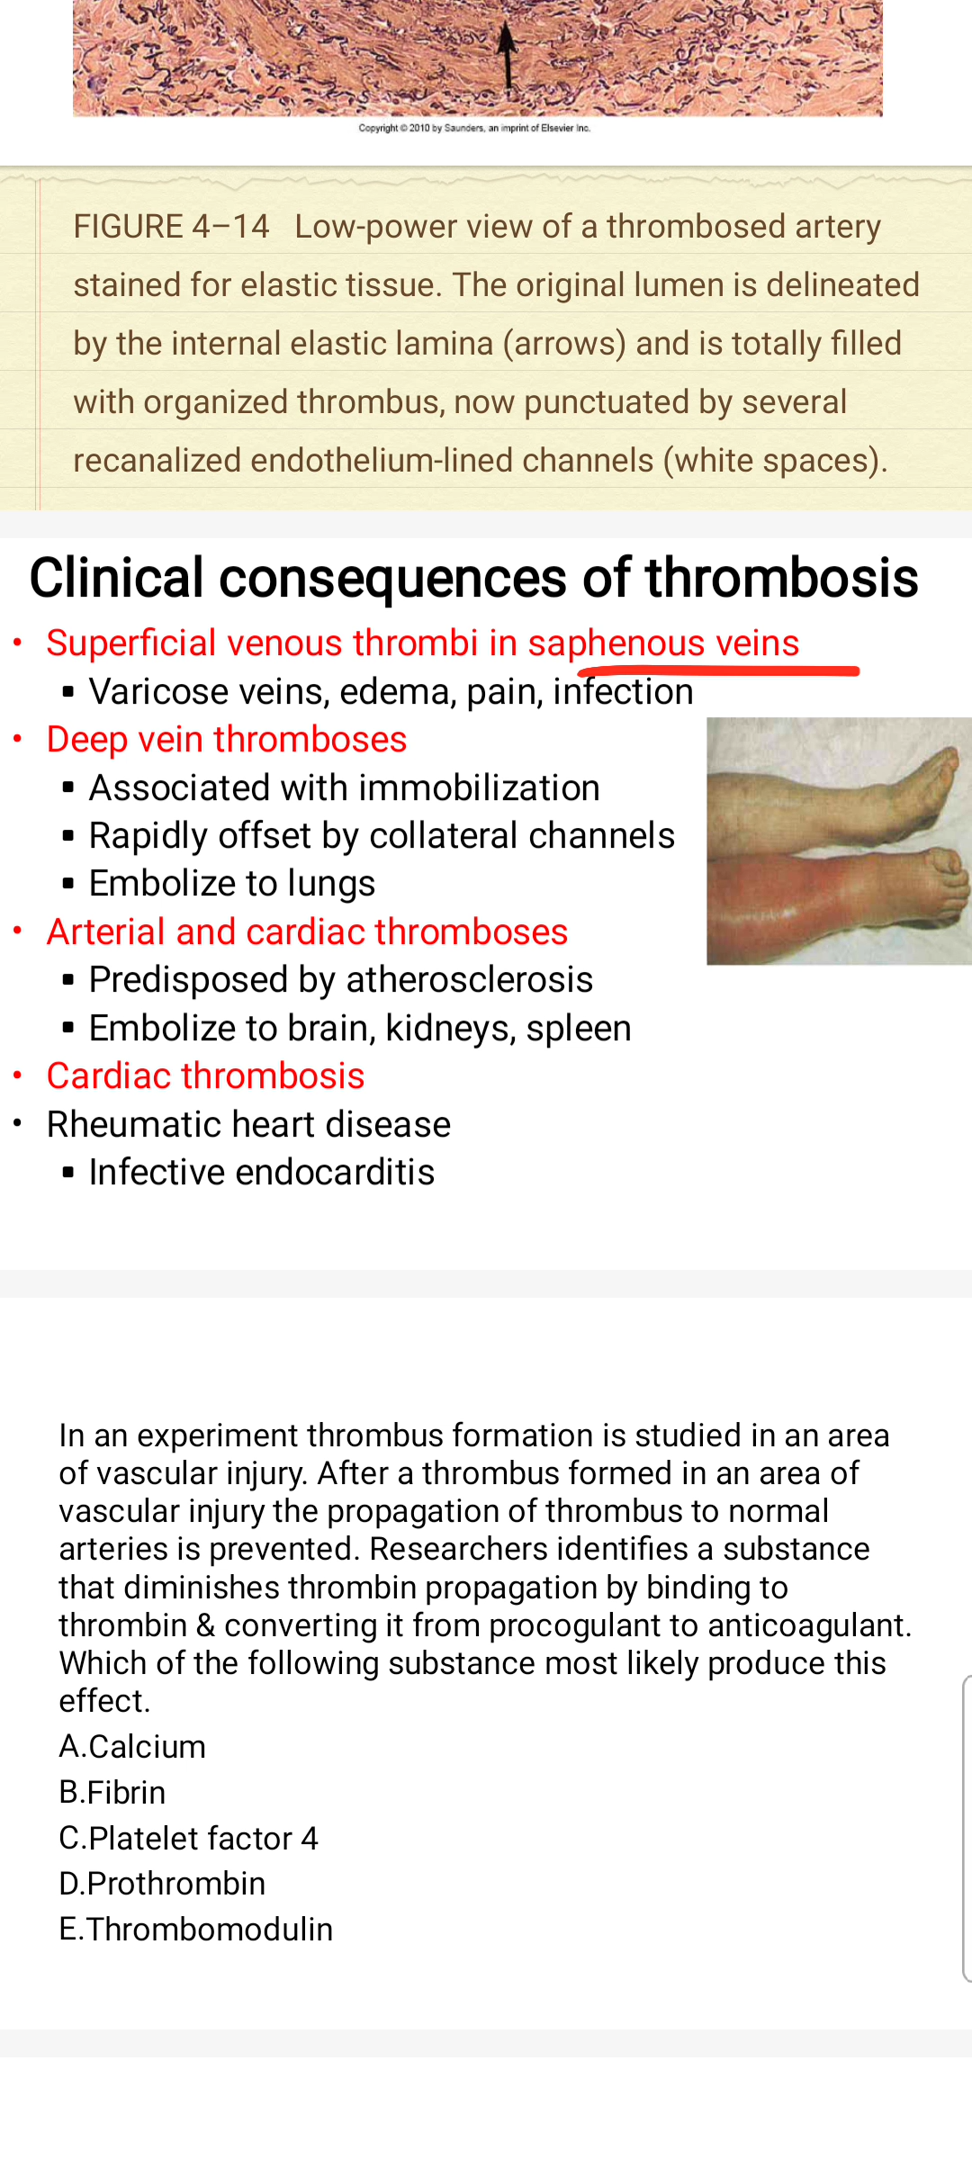 Copyright © 2010 by Saunders, an imprint of Elsevier Inc.
FIGURE 4–14 Low-power view of a thrombosed artery
stained for elastic tissue. The original lumen is delineated
by the internal elastic lamina (arrows) and is totally filled
with organized thrombus, now punctuated by several
recanalized endothelium-lined channels (white spaces).
Clinical consequences of thrombosis
• Superficial venous thrombi in saphenous veins
▪ Varicose veins, edema, pain, infection
• Deep vein thromboses
▪ Associated with immobilization
▪ Rapidly offset by collateral channels
▪ Embolize to lungs
• Arterial and cardiac thromboses
▪ Predisposed by atherosclerosis
▪ Embolize to brain, kidneys, spleen
• Cardiac thrombosis
• Rheumatic heart disease
▪ Infective endocarditis
In an experiment thrombus formation is studied in an area
of vascular injury. After a thrombus formed in an area of
vascular injury the propagation of thrombus to normal
arteries is prevented. Researchers identifies a substance
that diminishes thrombin propagation by binding to
thrombin & converting it from procogulant to anticoagulant.
Which of the following substance most likely produce this
effect.
A.Calcium
B.Fibrin
C.Platelet factor 4
D.Prothrombin
E.Thrombomodulin